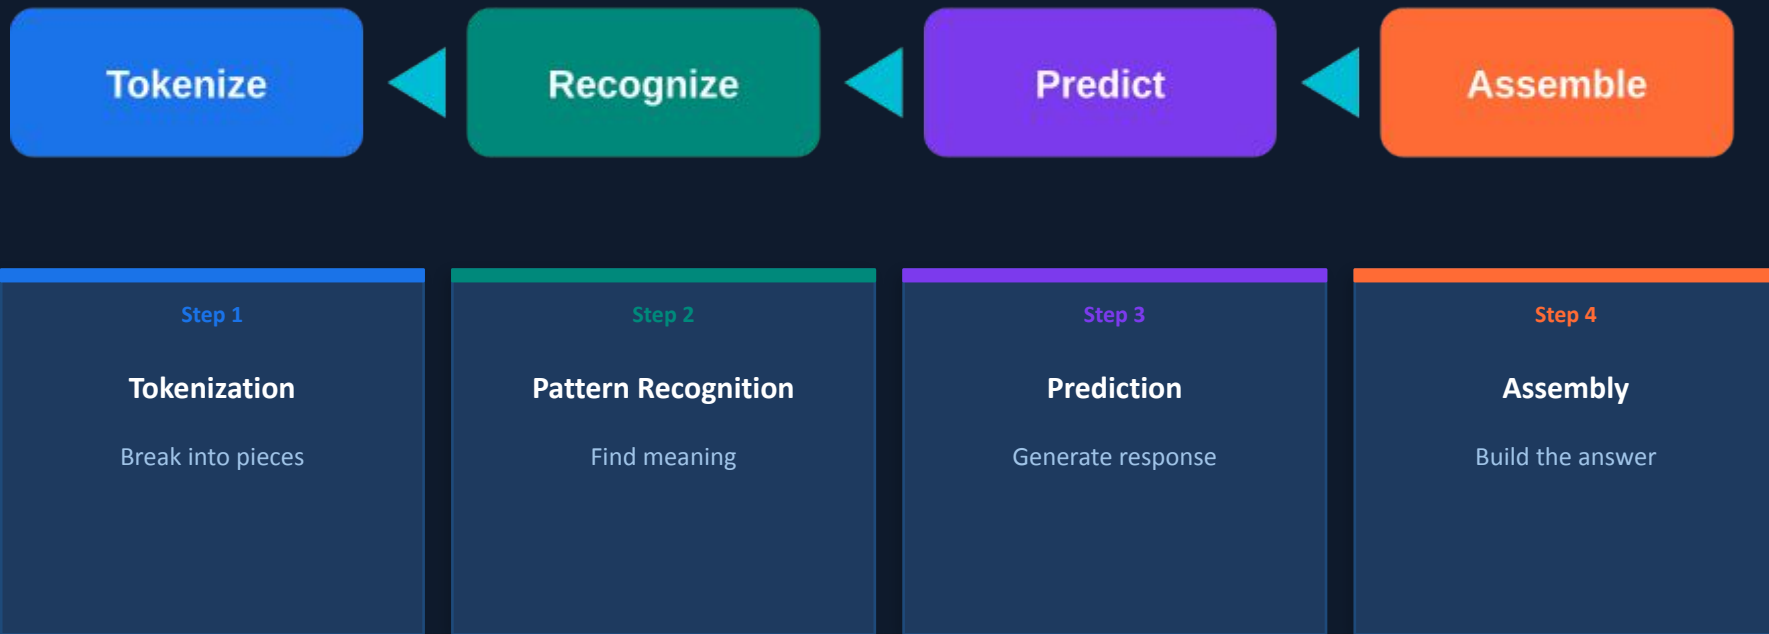 Tokenize
Recognize
Predict
Assemble
Step 1
Tokenization
Break into pieces
Step 2
Pattern Recognition
Find meaning
Step 3
Prediction
Generate response
Step 4
Assembly
Build the answer